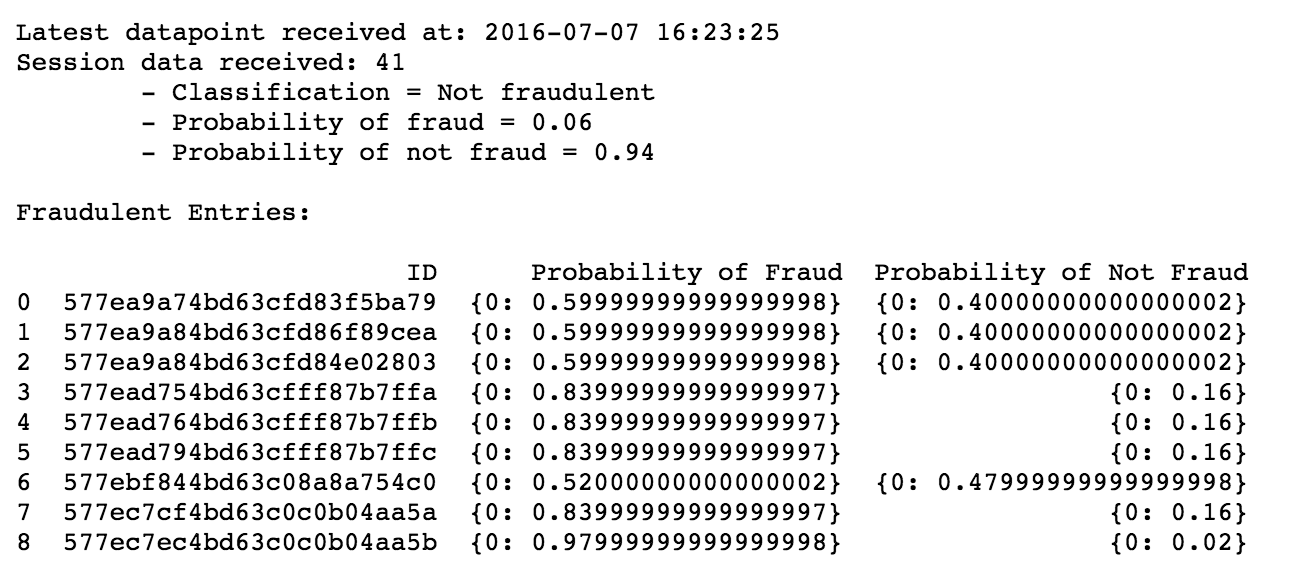 Latest datapoint received at: 2016-07-07 16:23:25
Session data received: 41
- Classification = Not fraudulent
- Probability of fraud = 0.06
- Probability of not fraud = 0.94
Fraudulent Entries:
ID Probability of Fraud Probability of Not Fraud
0 577ea9a74bd63cfd83f5ba79 {0: 0.59999999999999998} {0: 0.40000000000000002}
1 577ea9a84bd63cfd86f89cea {0: 0.59999999999999998} {0: 0.40000000000000002}
2 577ea9a84bd63cfd84e02803 {0: 0.59999999999999998} {0: 0.40000000000000002}
3 577ead754bd63cfff87b7ffa {0: 0.83999999999999997} {0: 0.16}
4 577ead764bd63cfff87b7ffb {0: 0.83999999999999997} {0: 0.16}
5 577ead794bd63cfff87b7ffc {0: 0.83999999999999997} {0: 0.16}
6 577ebf844bd63c08a8a754c0 {0: 0.52000000000000002} {0: 0.47999999999999998}
7 577ec7cf4bd63c0c0b04aa5a {0: 0.83999999999999997} {0: 0.16}
8 577ec7ec4bd63c0c0b04aa5b {0: 0.97999999999999998} {0: 0.02}